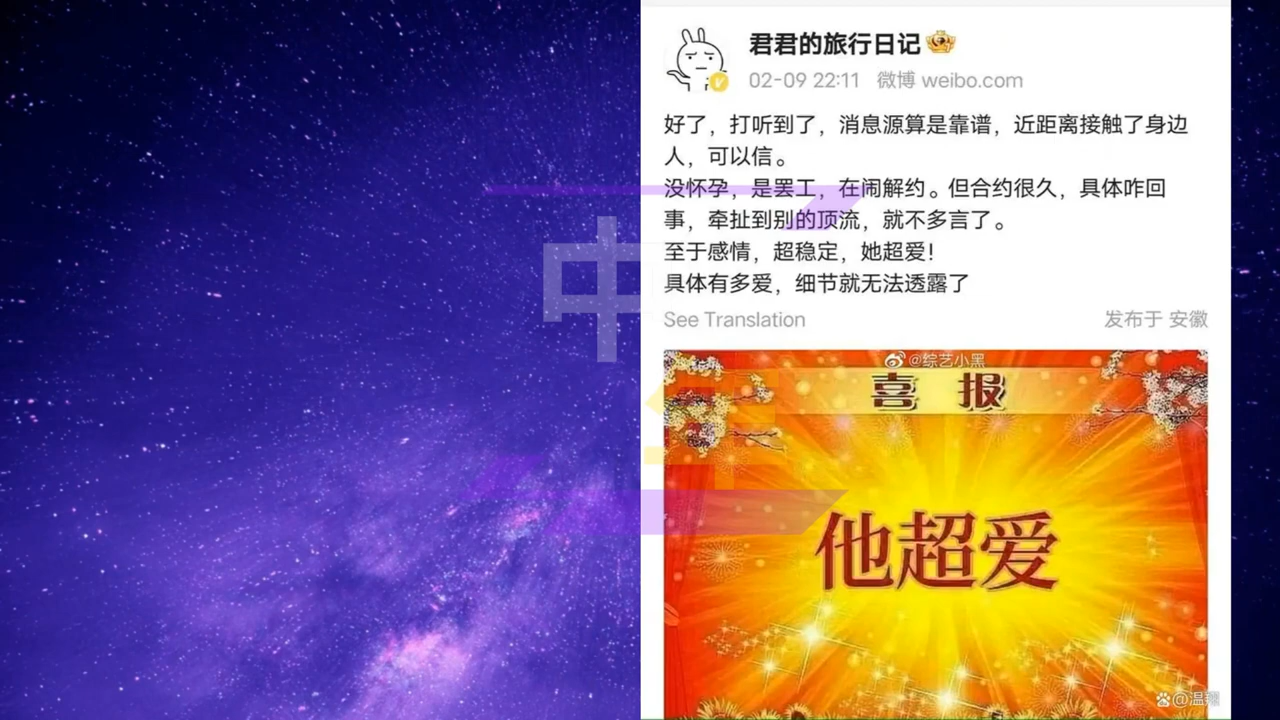 君君的旅行日记
02-09 22:11 微博 weibo.com
好了，打听到了，消息源算是靠谱，近距离接触了身边
人，可以信。
没怀孕，是罢工，在闹解约。但合约很久，具体咋回
事，牵扯到别的顶流，就不多言了。
至于感情，超稳定，她超爱！
具体有多爱，细节就无法透露了
See Translation
发布于 安徽
@综艺小黑
喜报
他超爱
中
@温翔